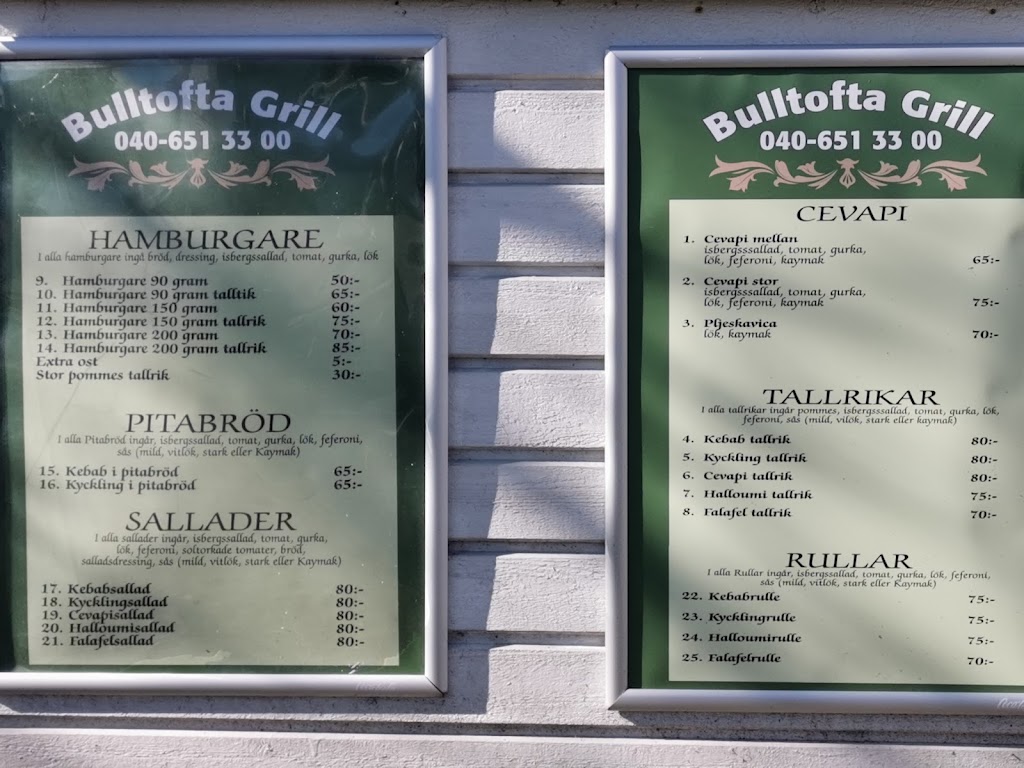 Bulltofta Grill
040-651 33 00
HAMBURGARE
I alla hamburgare ingå bröd, dressing, isbergssallad, tomat, gurka, lök
9. Hamburgare 90 gram 50:-
10. Hamburgare 90 gram talltik 65:-
11. Hamburgare 150 gram 60:-
12. Hamburgare 150 gram tallrik 75:-
13. Hamburgare 200 gram 70:-
14. Hamburgare 200 gram tallrik 85:-
Extra ost 5:-
Stor pommes tallrik 30:-
PITABRÖD
I alla Pitabröd ingår, isbergssallad, tomat, gurka, lök, feferoni,
sås (mild, vitlök, stark eller Kaymak)
15. Kebab i pitabröd 65:-
16. Kyckling i pitabröd 65:-
SALLADER
I alla sallader ingår, isbergssallad, tomat, gurka,
lök, feferoni, soltorkade tomater, bröd,
salladsdressing, sås (mild, vitlök, stark eller Kaymak)
17. Kebabsallad 80:-
18. Kycklingsallad 80:-
19. Cevapisallad 80:-
20. Halloumisallad 80:-
21. Falafelsallad 80:-
Bulltofta Grill
040-651 33 00
CEVAPI
1. Cevapi mellan
isbergsssallad, tomat, gurka,
lök, feferoni, kaymak 65:-
2. Cevapi stor
isbergsssallad, tomat, gurka,
lök, feferoni, kaymak 75:-
3. Pljeskavica
lök, kaymak 70:-
TALLRIKAR
I alla tallrikar ingår pommes, isbergsssallad, tomat, gurka, lök,
feferoni, sås (mild, vilök, stark eller kaymak)
4. Kebab tallrik 80:-
5. Kyckling tallrik 80:-
6. Cevapi tallrik 80:-
7. Halloumi tallrik 75:-
8. Falafel tallrik 70:-
RULLAR
I alla Rullar ingår, isbergssallad, tomat, gurka, lök, feferoni,
sås (mild, vitlök, stark eller Kaymak)
22. Kebabrulle 75:-
23. Kycklingrulle 75:-
24. Halloumirulle 75:-
25. Falafelrulle 70:-